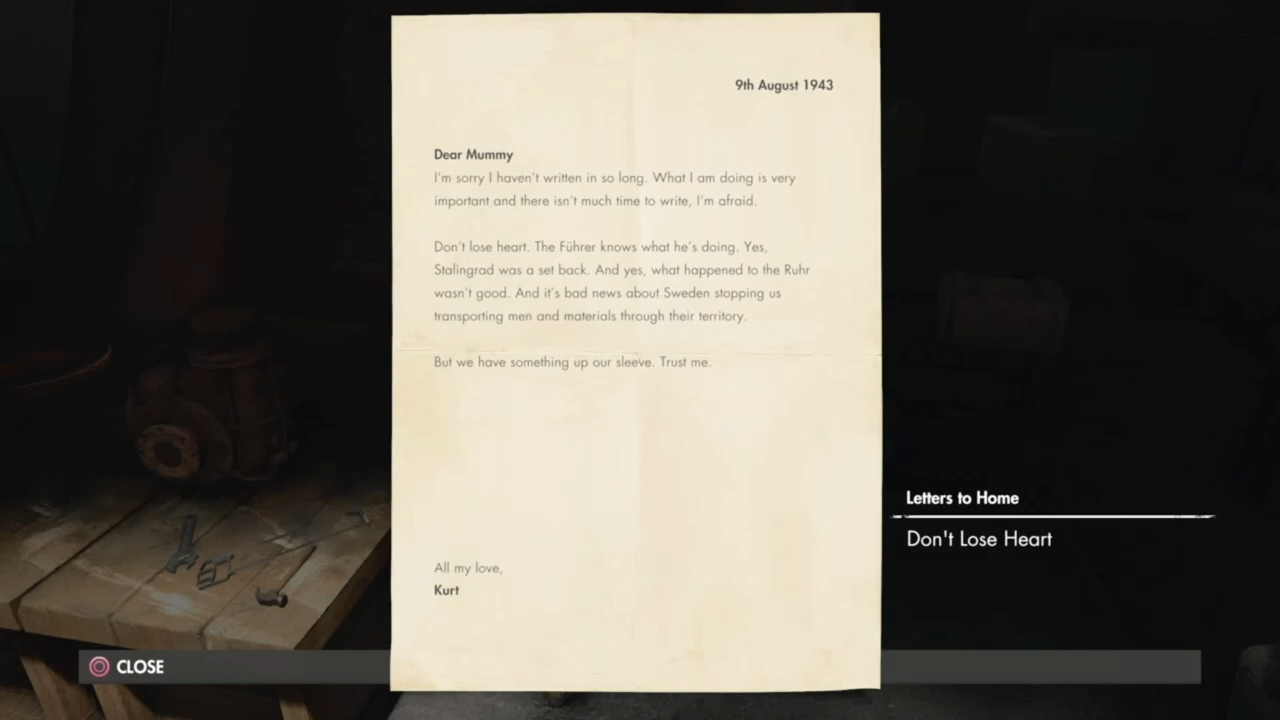 9th August 1943
Dear Mummy
I'm sorry I haven't written in so long. What I am doing is very
important and there isn't much time to write, I'm afraid.
Don't lose heart. The Führer knows what he's doing. Yes,
Stalingrad was a set back. And yes, what happened to the Ruhr
wasn't good. And it's bad news about Sweden stopping us
transporting men and materials through their territory.
But we have something up our sleeve. Trust me.
All my love,
Kurt
Letters to Home
Don't Lose Heart
CLOSE